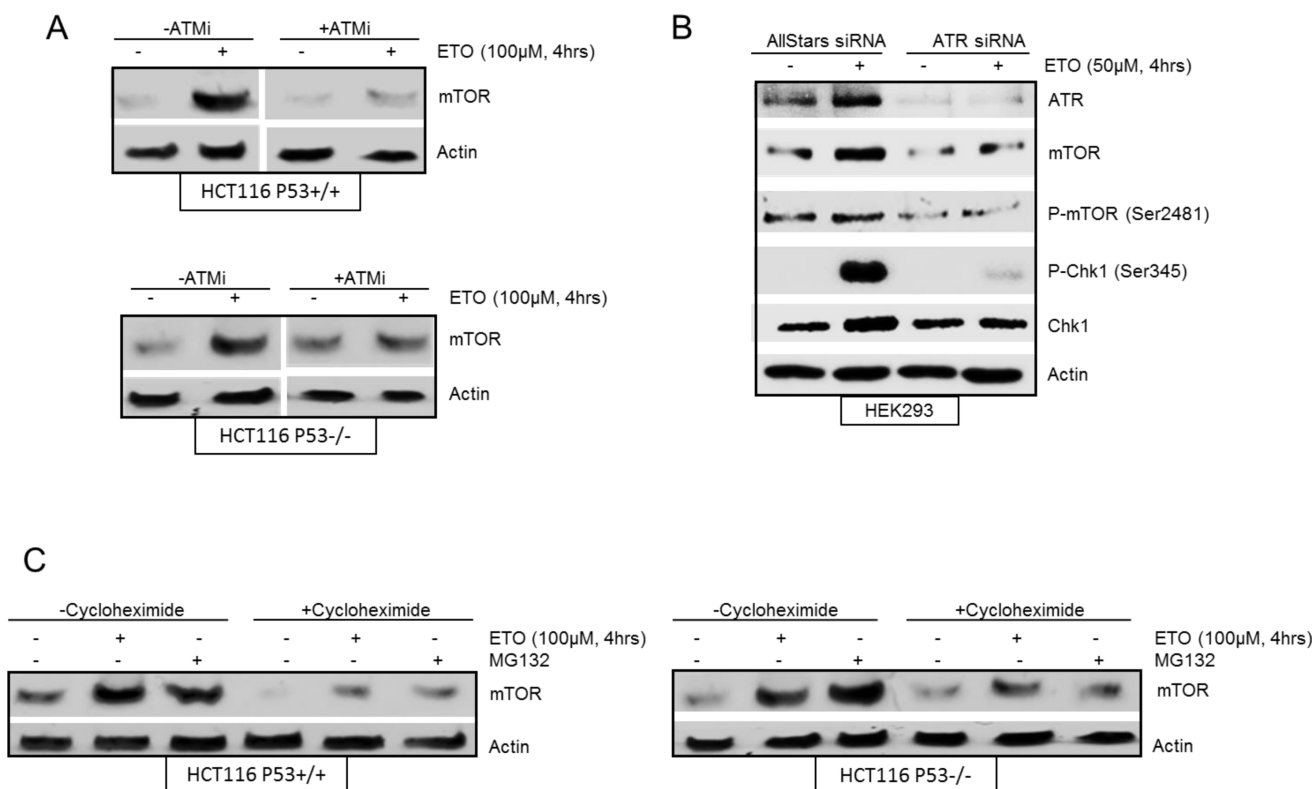 A
-ATMi +ATMi
- + - + ETO (100µM, 4hrs)
mTOR
Actin
HCT116 P53+/+
-ATMi +ATMi
- + - + ETO (100µM, 4hrs)
mTOR
Actin
HCT116 P53-/-
B
AllStars siRNA ATR siRNA
- + - + ETO (50µM, 4hrs)
ATR
mTOR
P-mTOR (Ser2481)
P-Chk1 (Ser345)
Chk1
Actin
HEK293
C
-Cycloheximide +Cycloheximide
- + - - + - ETO (100µM, 4hrs)
- - + - - + MG132
mTOR
Actin
HCT116 P53+/+
-Cycloheximide +Cycloheximide
- + - - + - ETO (100µM, 4hrs)
- - + - - + MG132
mTOR
Actin
HCT116 P53-/-